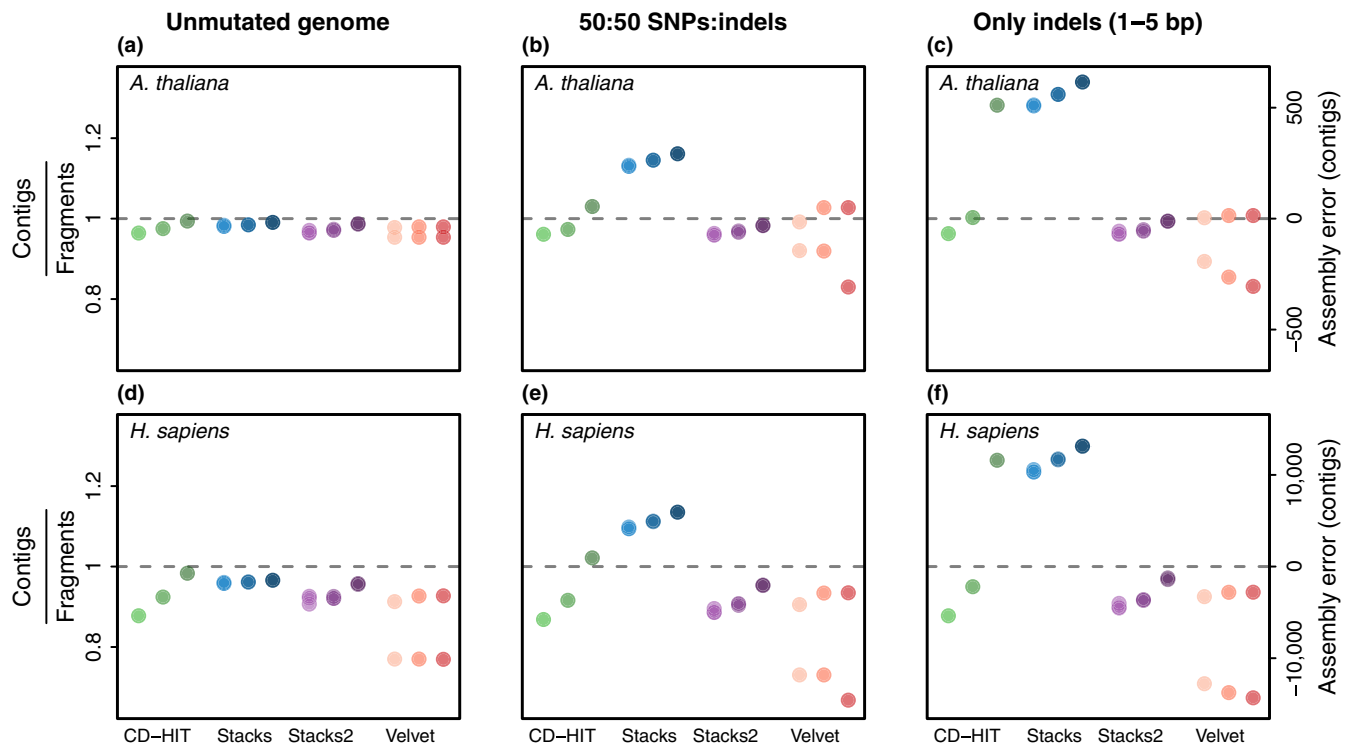 Unmutated genome
50:50 SNPs:indels
Only indels (1–5 bp)
(a)
(b)
(c)
A. thaliana
A. thaliana
A. thaliana
Contigs
Fragments
1.2
1
0.8
500
0
−500
Assembly error (contigs)
(d)
(e)
(f)
H. sapiens
H. sapiens
H. sapiens
Contigs
Fragments
1.2
1
0.8
10,000
0
−10,000
Assembly error (contigs)
CD−HIT Stacks Stacks2 Velvet
CD−HIT Stacks Stacks2 Velvet
CD−HIT Stacks Stacks2 Velvet